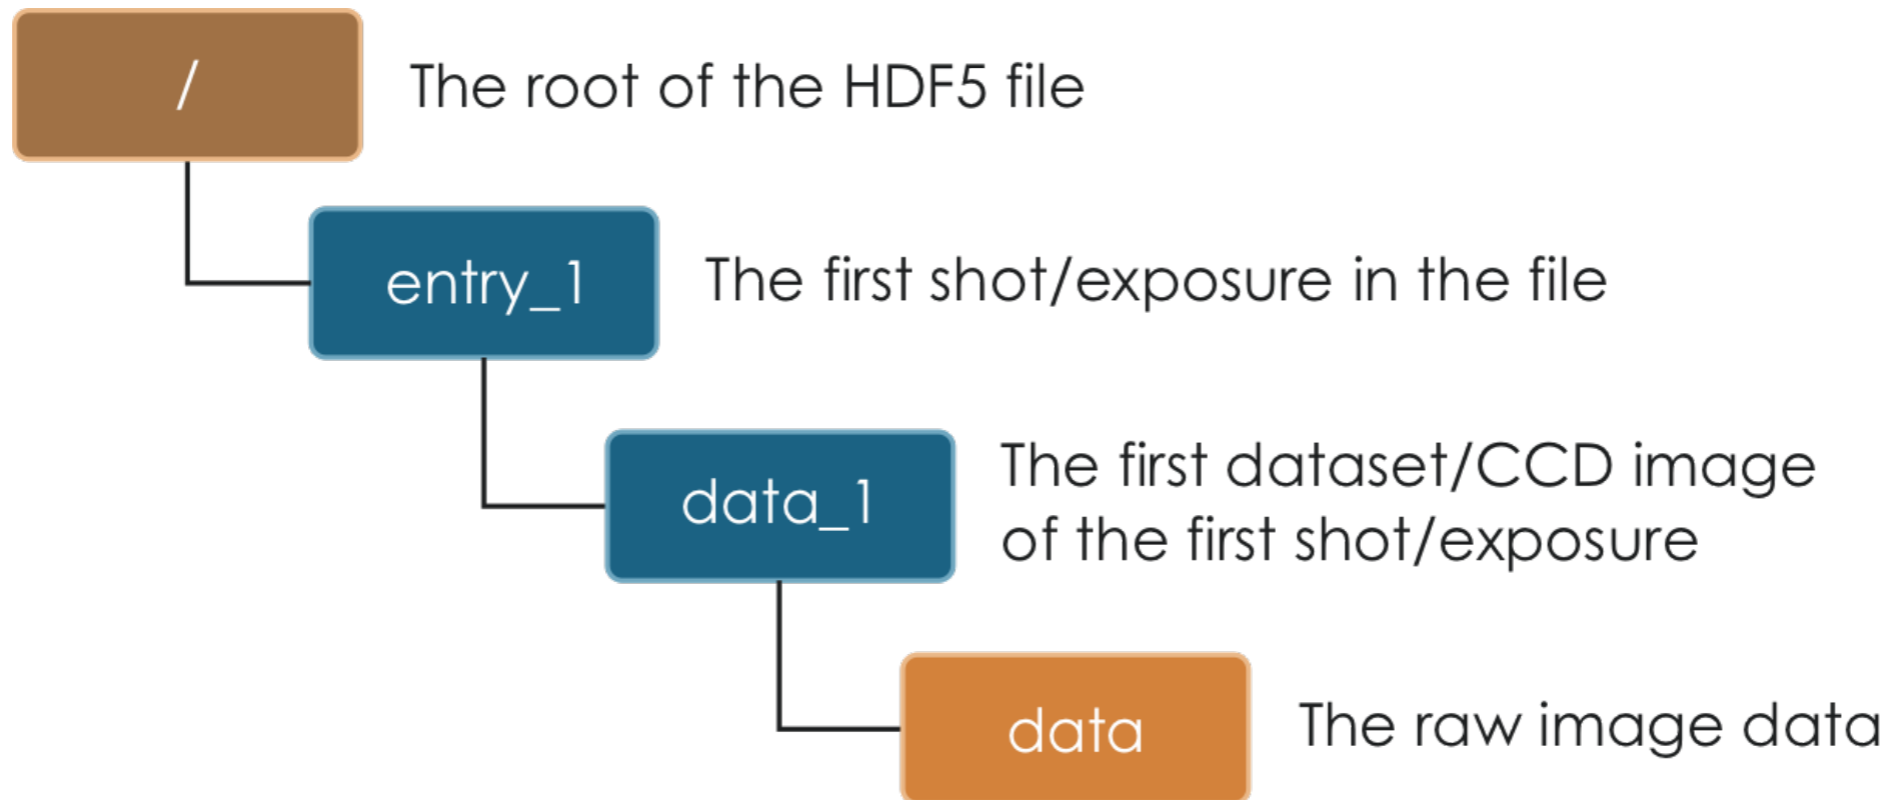 /
The root of the HDF5 file
entry_1
The first shot/exposure in the file
data_1
The first dataset/CCD image
of the first shot/exposure
data
The raw image data